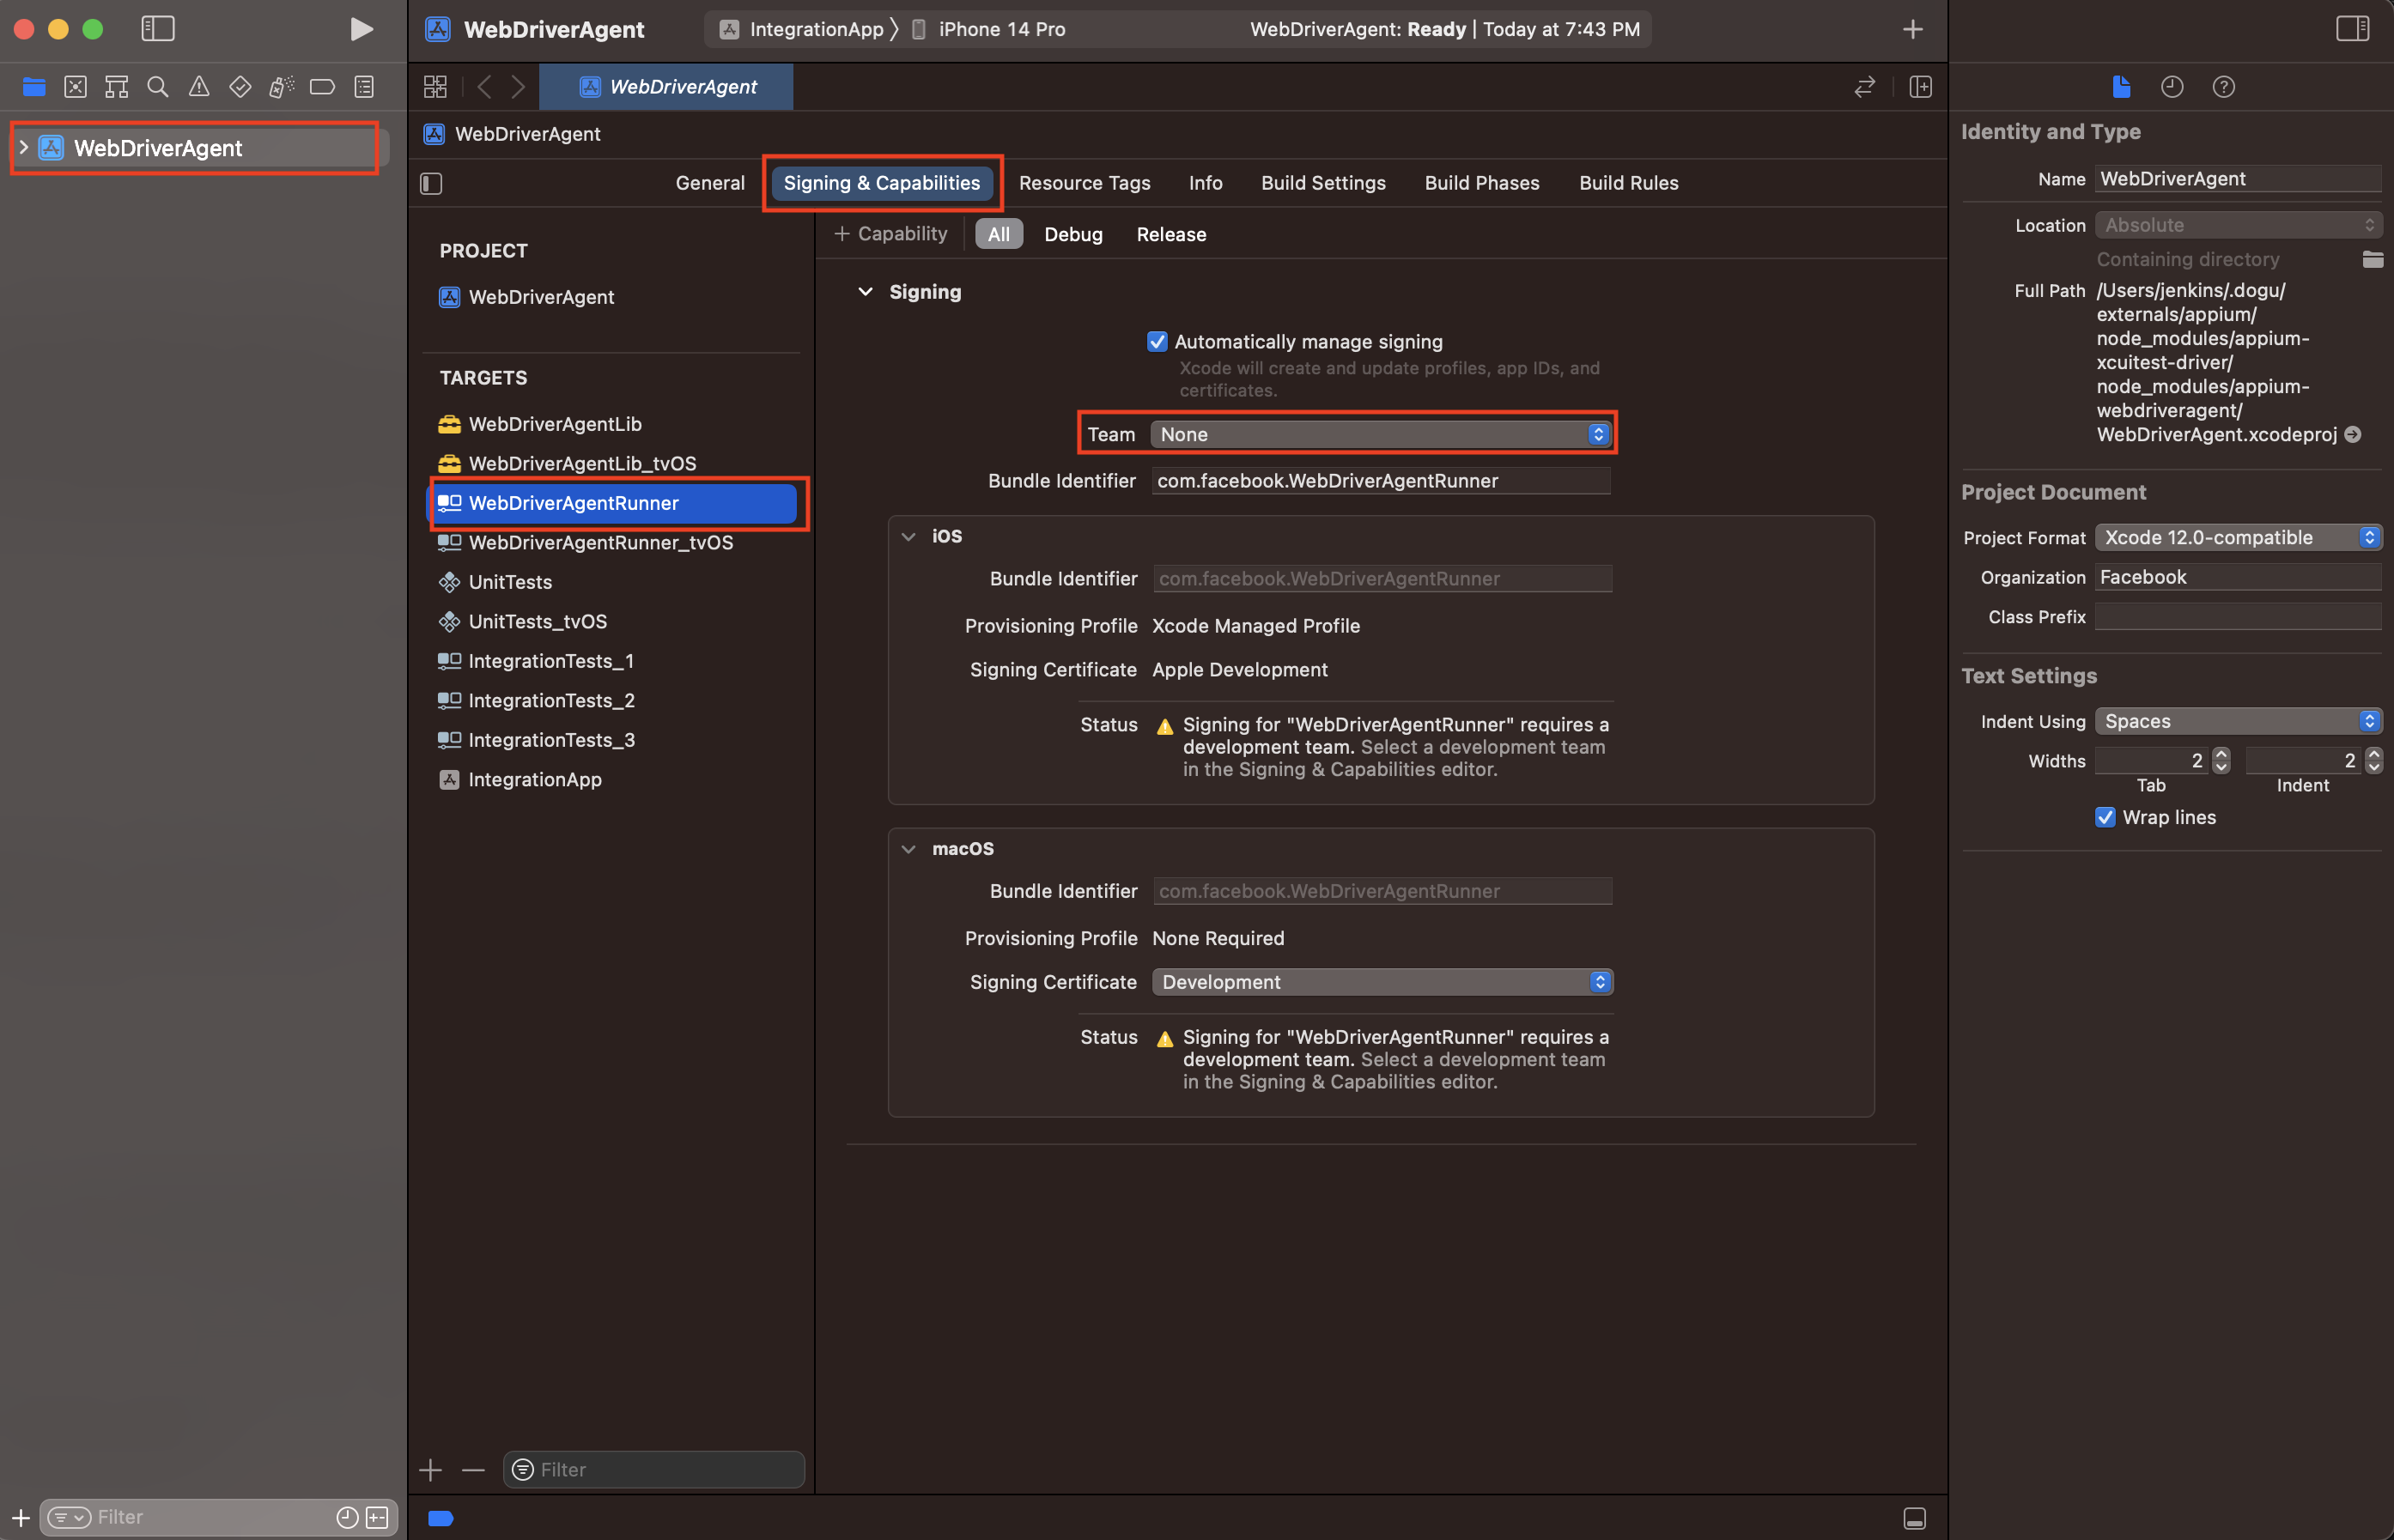 WebDriverAgent
IntegrationApp
iPhone 14 Pro
WebDriverAgent: Ready | Today at 7:43 PM
WebDriverAgent
WebDriverAgent
WebDriverAgent
General
Signing & Capabilities
Resource Tags
Info
Build Settings
Build Phases
Build Rules
PROJECT
WebDriverAgent
TARGETS
WebDriverAgentLib
WebDriverAgentLib_tvOS
WebDriverAgentRunner
WebDriverAgentRunner_tvOS
UnitTests
UnitTests_tvOS
IntegrationTests_1
IntegrationTests_2
IntegrationTests_3
IntegrationApp
Filter
Filter
+ Capability
All
Debug
Release
Signing
Automatically manage signing
Xcode will create and update profiles, app IDs, and
certificates.
Team None
Bundle Identifier com.facebook.WebDriverAgentRunner
iOS
Bundle Identifier com.facebook.WebDriverAgentRunner
Provisioning Profile Xcode Managed Profile
Signing Certificate Apple Development
Status Signing for "WebDriverAgentRunner" requires a
development team. Select a development team
in the Signing & Capabilities editor.
macOS
Bundle Identifier com.facebook.WebDriverAgentRunner
Provisioning Profile None Required
Signing Certificate Development
Status Signing for "WebDriverAgentRunner" requires a
development team. Select a development team
in the Signing & Capabilities editor.
Identity and Type
Name WebDriverAgent
Location Absolute
Containing directory
Full Path /Users/jenkins/.dogu/
externals/appium/
node_modules/appium-
xcuitest-driver/
node_modules/appium-
webdriveragent/
WebDriverAgent.xcodeproj
Project Document
Project Format Xcode 12.0-compatible
Organization Facebook
Class Prefix
Text Settings
Indent Using Spaces
Widths 2 2
Tab Indent
Wrap lines